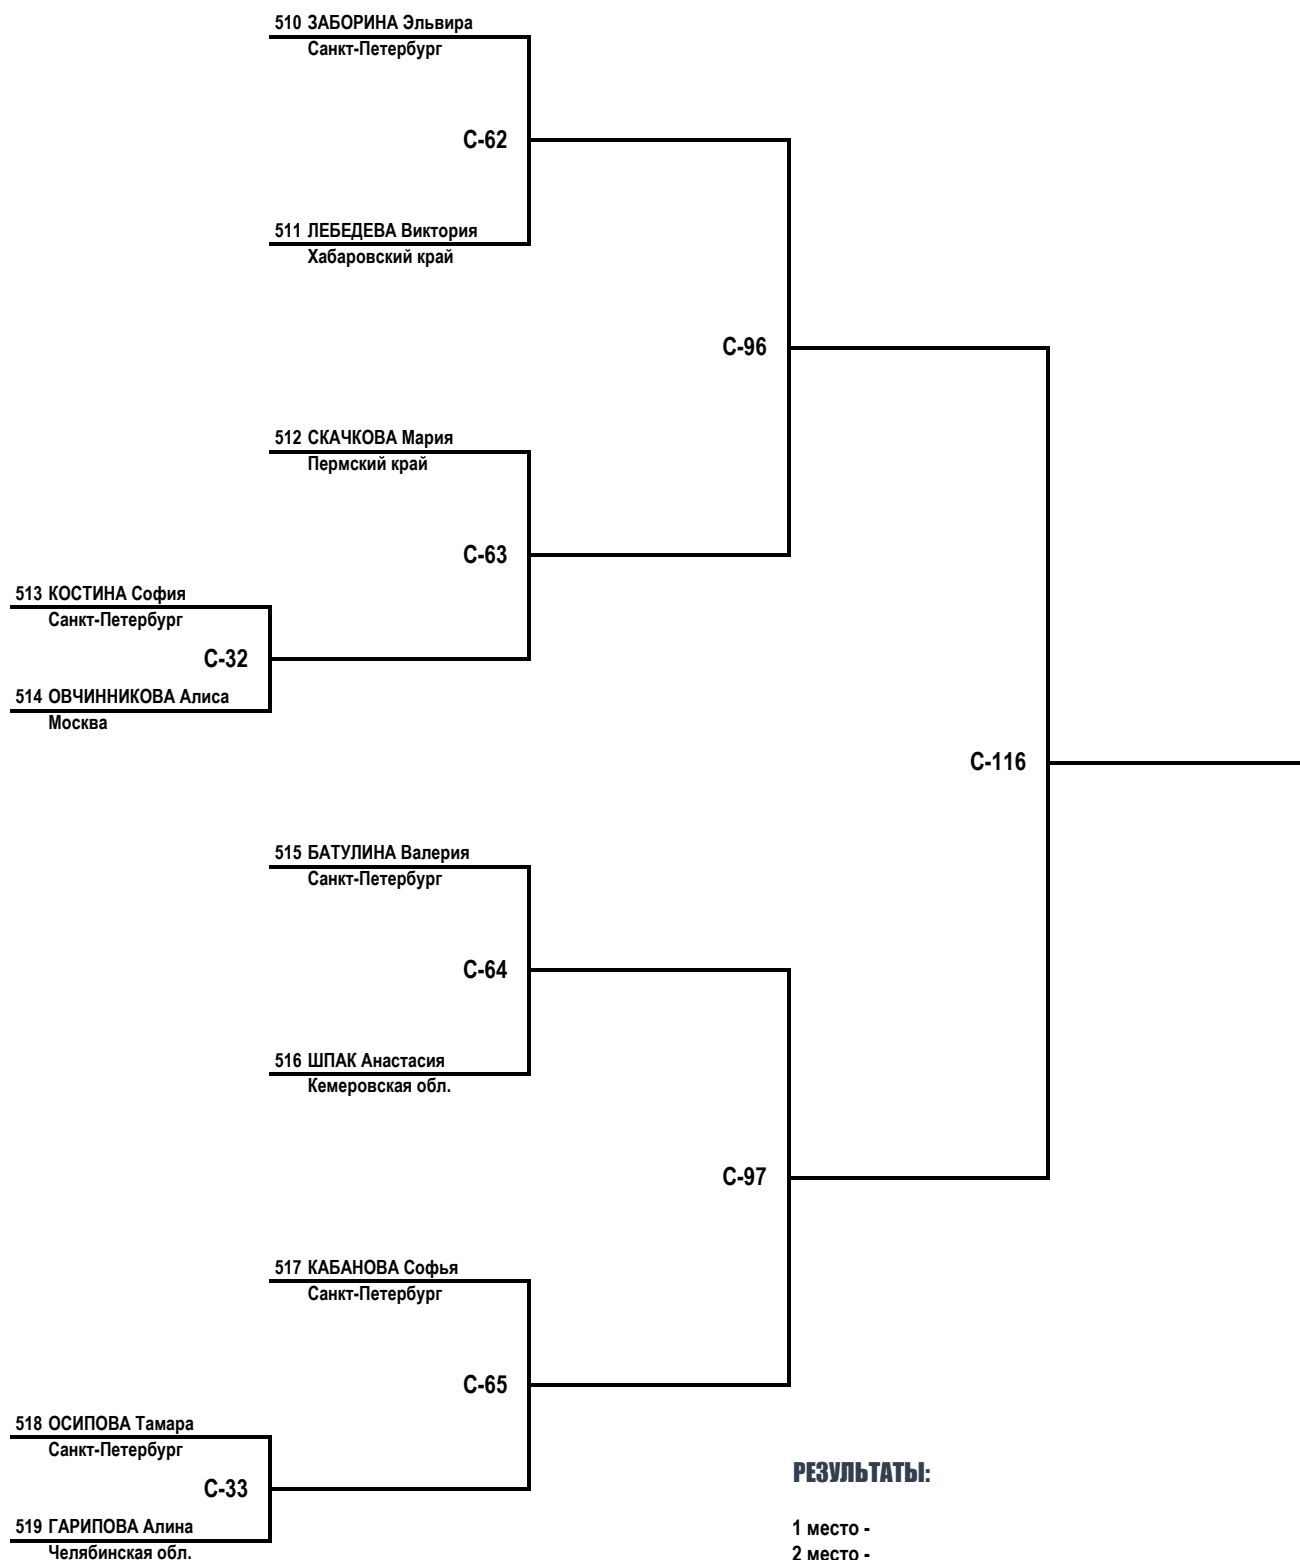 510 ЗАБОРИНА Эльвира
Санкт-Петербург
С-62
511 ЛЕБЕДЕВА Виктория
Хабаровский край
С-96
512 СКАЧКОВА Мария
Пермский край
С-63
513 КОСТИНА София
Санкт-Петербург
С-32
514 ОВЧИННИКОВА Алиса
Москва
С-116
515 БАТУЛИНА Валерия
Санкт-Петербург
С-64
516 ШПАК Анастасия
Кемеровская обл.
С-97
517 КАБАНОВА Софья
Санкт-Петербург
С-65
518 ОСИПОВА Тамара
Санкт-Петербург
С-33
519 ГАРИПОВА Алина
Челябинская обл.
РЕЗУЛЬТАТЫ:
1 место -
2 место -